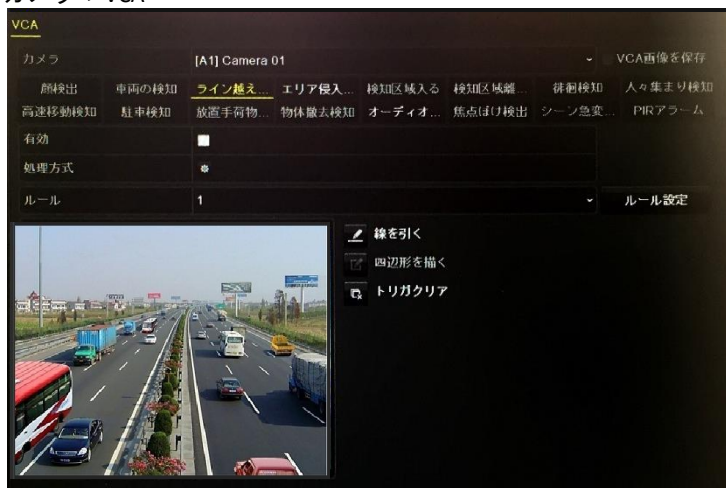 VCA
カメラ [A1] Camera 01 VCA画像を保存
顔検出 車両の検知 ライン越え... エリア侵入... 検知区域入る 検知区域離... 徘徊検知 人々集まり検知
高速移動検知 駐車検知 放置手荷物... 物体撤去検知 オーディオ... 焦点ぼけ検出 シーン急変... PIRアラーム
有効
処理方式
ルール 1 ルール設定
線を引く
四辺形を描く
トリガクリア